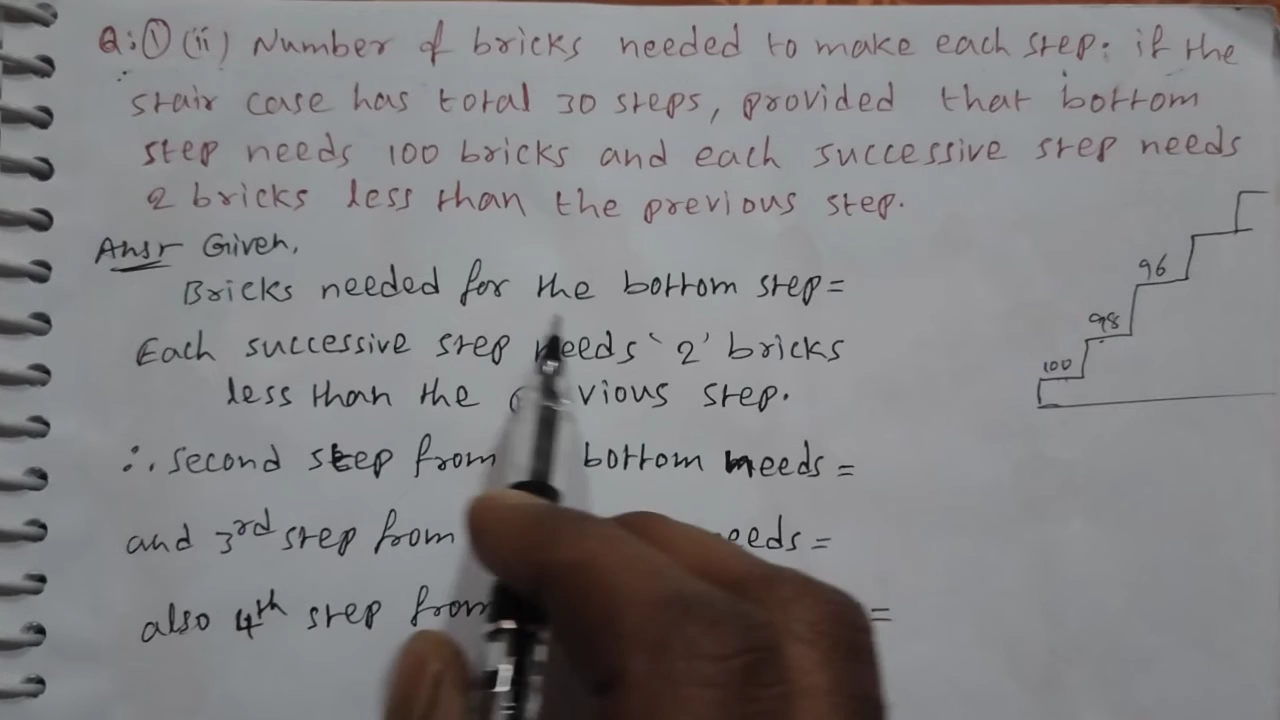 Q:① (ii) Number of bricks needed to make each step: if the
stair case has total 30 steps, provided that bottom
step needs 100 bricks and each successive step needs
2 bricks less than the previous step.
Ansr Given,
Bricks needed for the bottom step =
Each successive step needs '2' bricks
less than the vious step.
∴ second step from bottom needs =
and 3rd step from eeds =
also 4th step from =
96
98
100